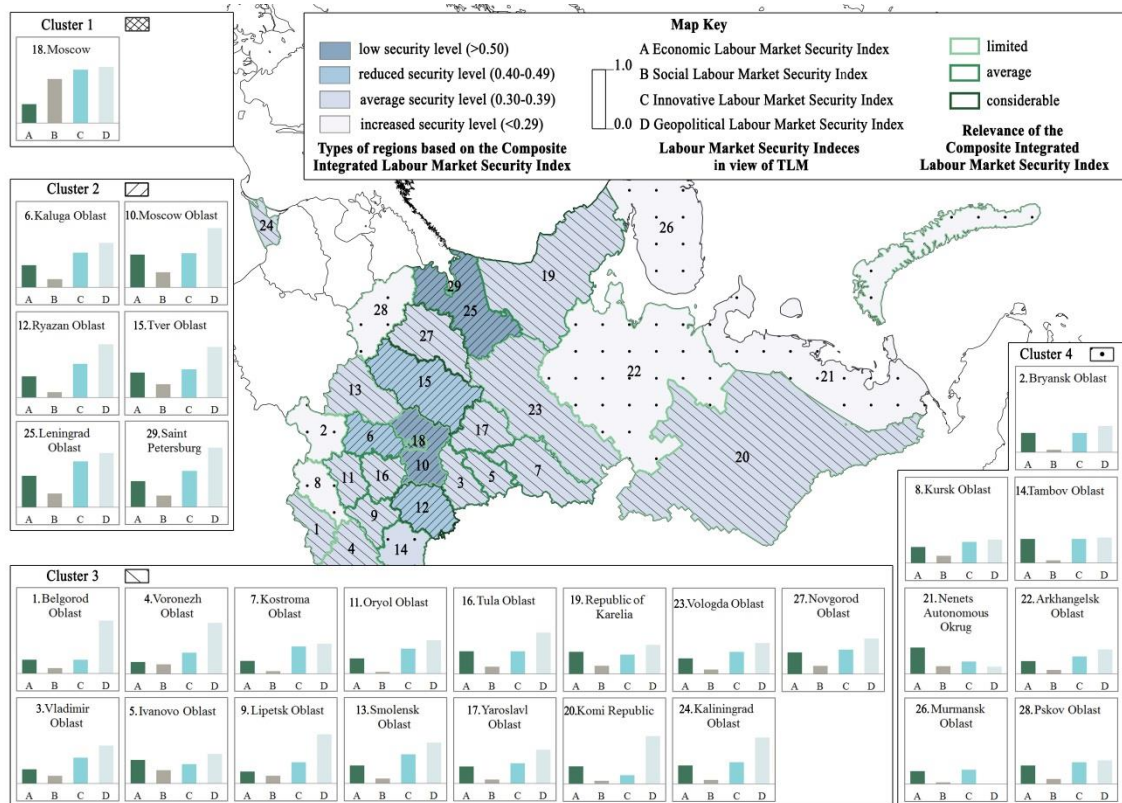 Cluster 1
18.Moscow
A B C D
Map Key
low security level (>0.50)
reduced security level (0.40-0.49)
average security level (0.30-0.39)
increased security level (<0.29)
Types of regions based on the Composite
Integrated Labour Market Security Index
1.0
0.0
A Economic Labour Market Security Index
B Social Labour Market Security Index
C Innovative Labour Market Security Index
D Geopolitical Labour Market Security Index
Labour Market Security Indeces
in view of TLM
limited
average
considerable
Relevance of the
Composite Integrated
Labour Market Security Index
Cluster 2
6.Kaluga Oblast
A B C D
10.Moscow Oblast
A B C D
12.Ryazan Oblast
A B C D
15.Tver Oblast
A B C D
25.Leningrad
Oblast
A B C D
29.Saint
Petersburg
A B C D
24
26
19
29
25
28
27
22
21
15
13
23
20
2
6
18
17
10
11
16
3
5
7
8
9
12
1
4
14
Cluster 4
2.Bryansk Oblast
A B C D
8.Kursk Oblast
A B C D
14.Tambov Oblast
A B C D
21.Nenets
Autonomous
Okrug
A B C D
22.Arkhangelsk
Oblast
A B C D
26.Murmansk
Oblast
A B C D
28.Pskov Oblast
A B C D
Cluster 3
1.Belgorod
Oblast
A B C D
4.Voronezh
Oblast
A B C D
7.Kostroma
Oblast
A B C D
11.Oryol Oblast
A B C D
16.Tula Oblast
A B C D
19.Republic of
Karelia
A B C D
23.Vologda Oblast
A B C D
27.Novgorod
Oblast
A B C D
3.Vladimir
Oblast
A B C D
5.Ivanovo Oblast
A B C D
9.Lipetsk Oblast
A B C D
13.Smolensk
Oblast
A B C D
17.Yaroslavl
Oblast
A B C D
20.Komi Republic
A B C D
24.Kaliningrad
Oblast
A B C D